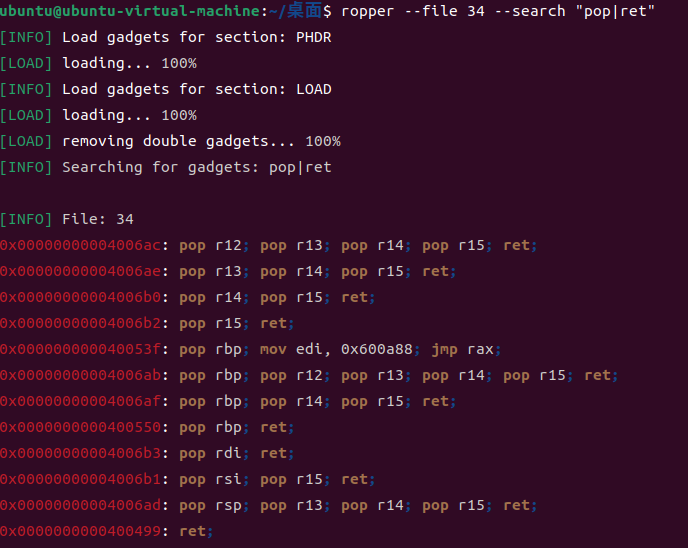 ubuntu@ubuntu-virtual-machine:~/桌面$ ropper --file 34 --search "pop|ret"
[INFO] Load gadgets for section: PHDR
[LOAD] loading... 100%
[INFO] Load gadgets for section: LOAD
[LOAD] loading... 100%
[LOAD] removing double gadgets... 100%
[INFO] Searching for gadgets: pop|ret
[INFO] File: 34
0x00000000004006ac: pop r12; pop r13; pop r14; pop r15; ret;
0x00000000004006ae: pop r13; pop r14; pop r15; ret;
0x00000000004006b0: pop r14; pop r15; ret;
0x00000000004006b2: pop r15; ret;
0x000000000040053f: pop rbp; mov edi, 0x600a88; jmp rax;
0x00000000004006ab: pop rbp; pop r12; pop r13; pop r14; pop r15; ret;
0x00000000004006af: pop rbp; pop r14; pop r15; ret;
0x0000000000400550: pop rbp; ret;
0x00000000004006b3: pop rdi; ret;
0x00000000004006b1: pop rsi; pop r15; ret;
0x00000000004006ad: pop rsp; pop r13; pop r14; pop r15; ret;
0x0000000000400499: ret;